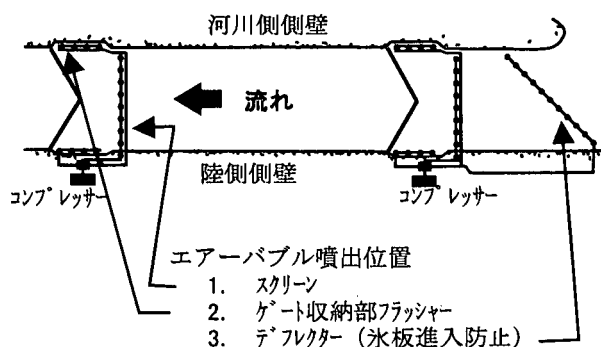 河川側側壁
流れ
陸側側壁
コンプレッサー
コンプレッサー
エアーバブル噴出位置
1. スクリーン
2. ゲート収納部フラッシャー
3. デフレクター（氷板進入防止）